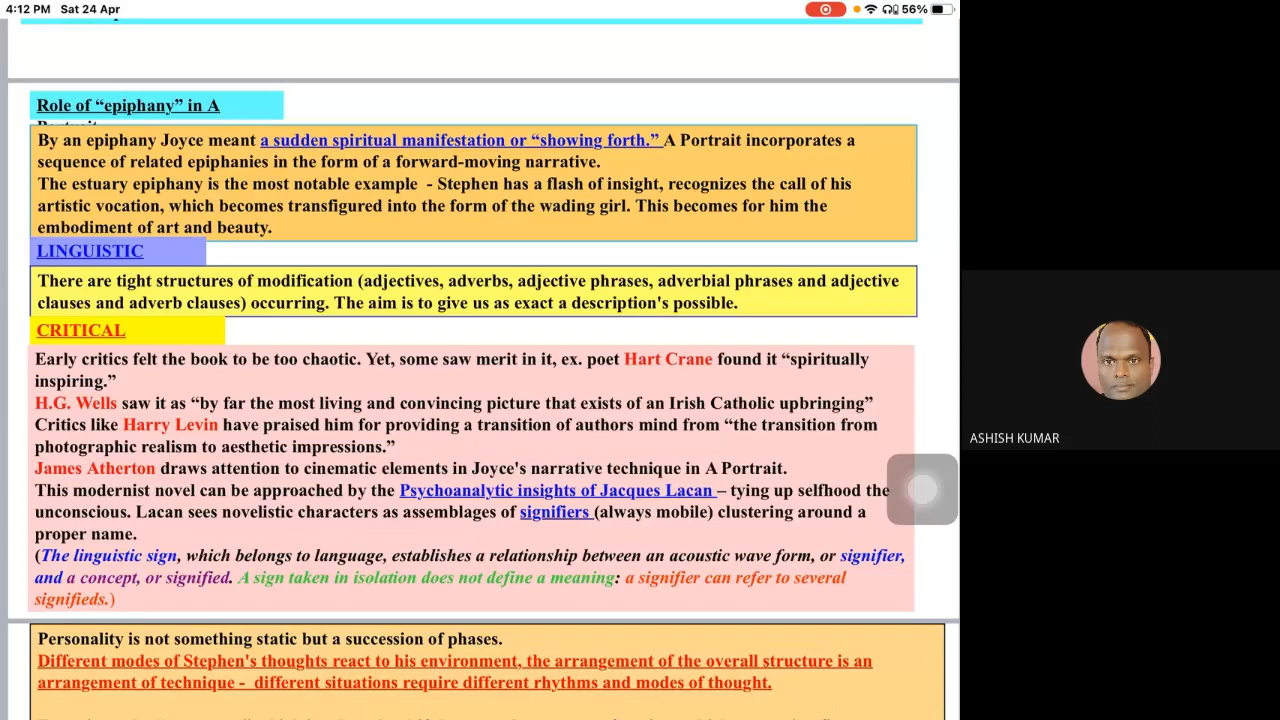 4:12 PM Sat 24 Apr
56%
Role of “epiphany” in A
By an epiphany Joyce meant a sudden spiritual manifestation or “showing forth.” A Portrait incorporates a
sequence of related epiphanies in the form of a forward-moving narrative.
The estuary epiphany is the most notable example - Stephen has a flash of insight, recognizes the call of his
artistic vocation, which becomes transfigured into the form of the wading girl. This becomes for him the
embodiment of art and beauty.
LINGUISTIC
There are tight structures of modification (adjectives, adverbs, adjective phrases, adverbial phrases and adjective
clauses and adverb clauses) occurring. The aim is to give us as exact a description's possible.
CRITICAL
Early critics felt the book to be too chaotic. Yet, some saw merit in it, ex. poet Hart Crane found it “spiritually
inspiring.”
H.G. Wells saw it as “by far the most living and convincing picture that exists of an Irish Catholic upbringing”
Critics like Harry Levin have praised him for providing a transition of authors mind from “the transition from
photographic realism to aesthetic impressions.”
James Atherton draws attention to cinematic elements in Joyce's narrative technique in A Portrait.
This modernist novel can be approached by the Psychoanalytic insights of Jacques Lacan – tying up selfhood the
unconscious. Lacan sees novelistic characters as assemblages of signifiers (always mobile) clustering around a
proper name.
(The linguistic sign, which belongs to language, establishes a relationship between an acoustic wave form, or signifier,
and a concept, or signified. A sign taken in isolation does not define a meaning: a signifier can refer to several
signifieds.)
Personality is not something static but a succession of phases.
Different modes of Stephen's thoughts react to his environment, the arrangement of the overall structure is an
arrangement of technique - different situations require different rhythms and modes of thought.
ASHISH KUMAR